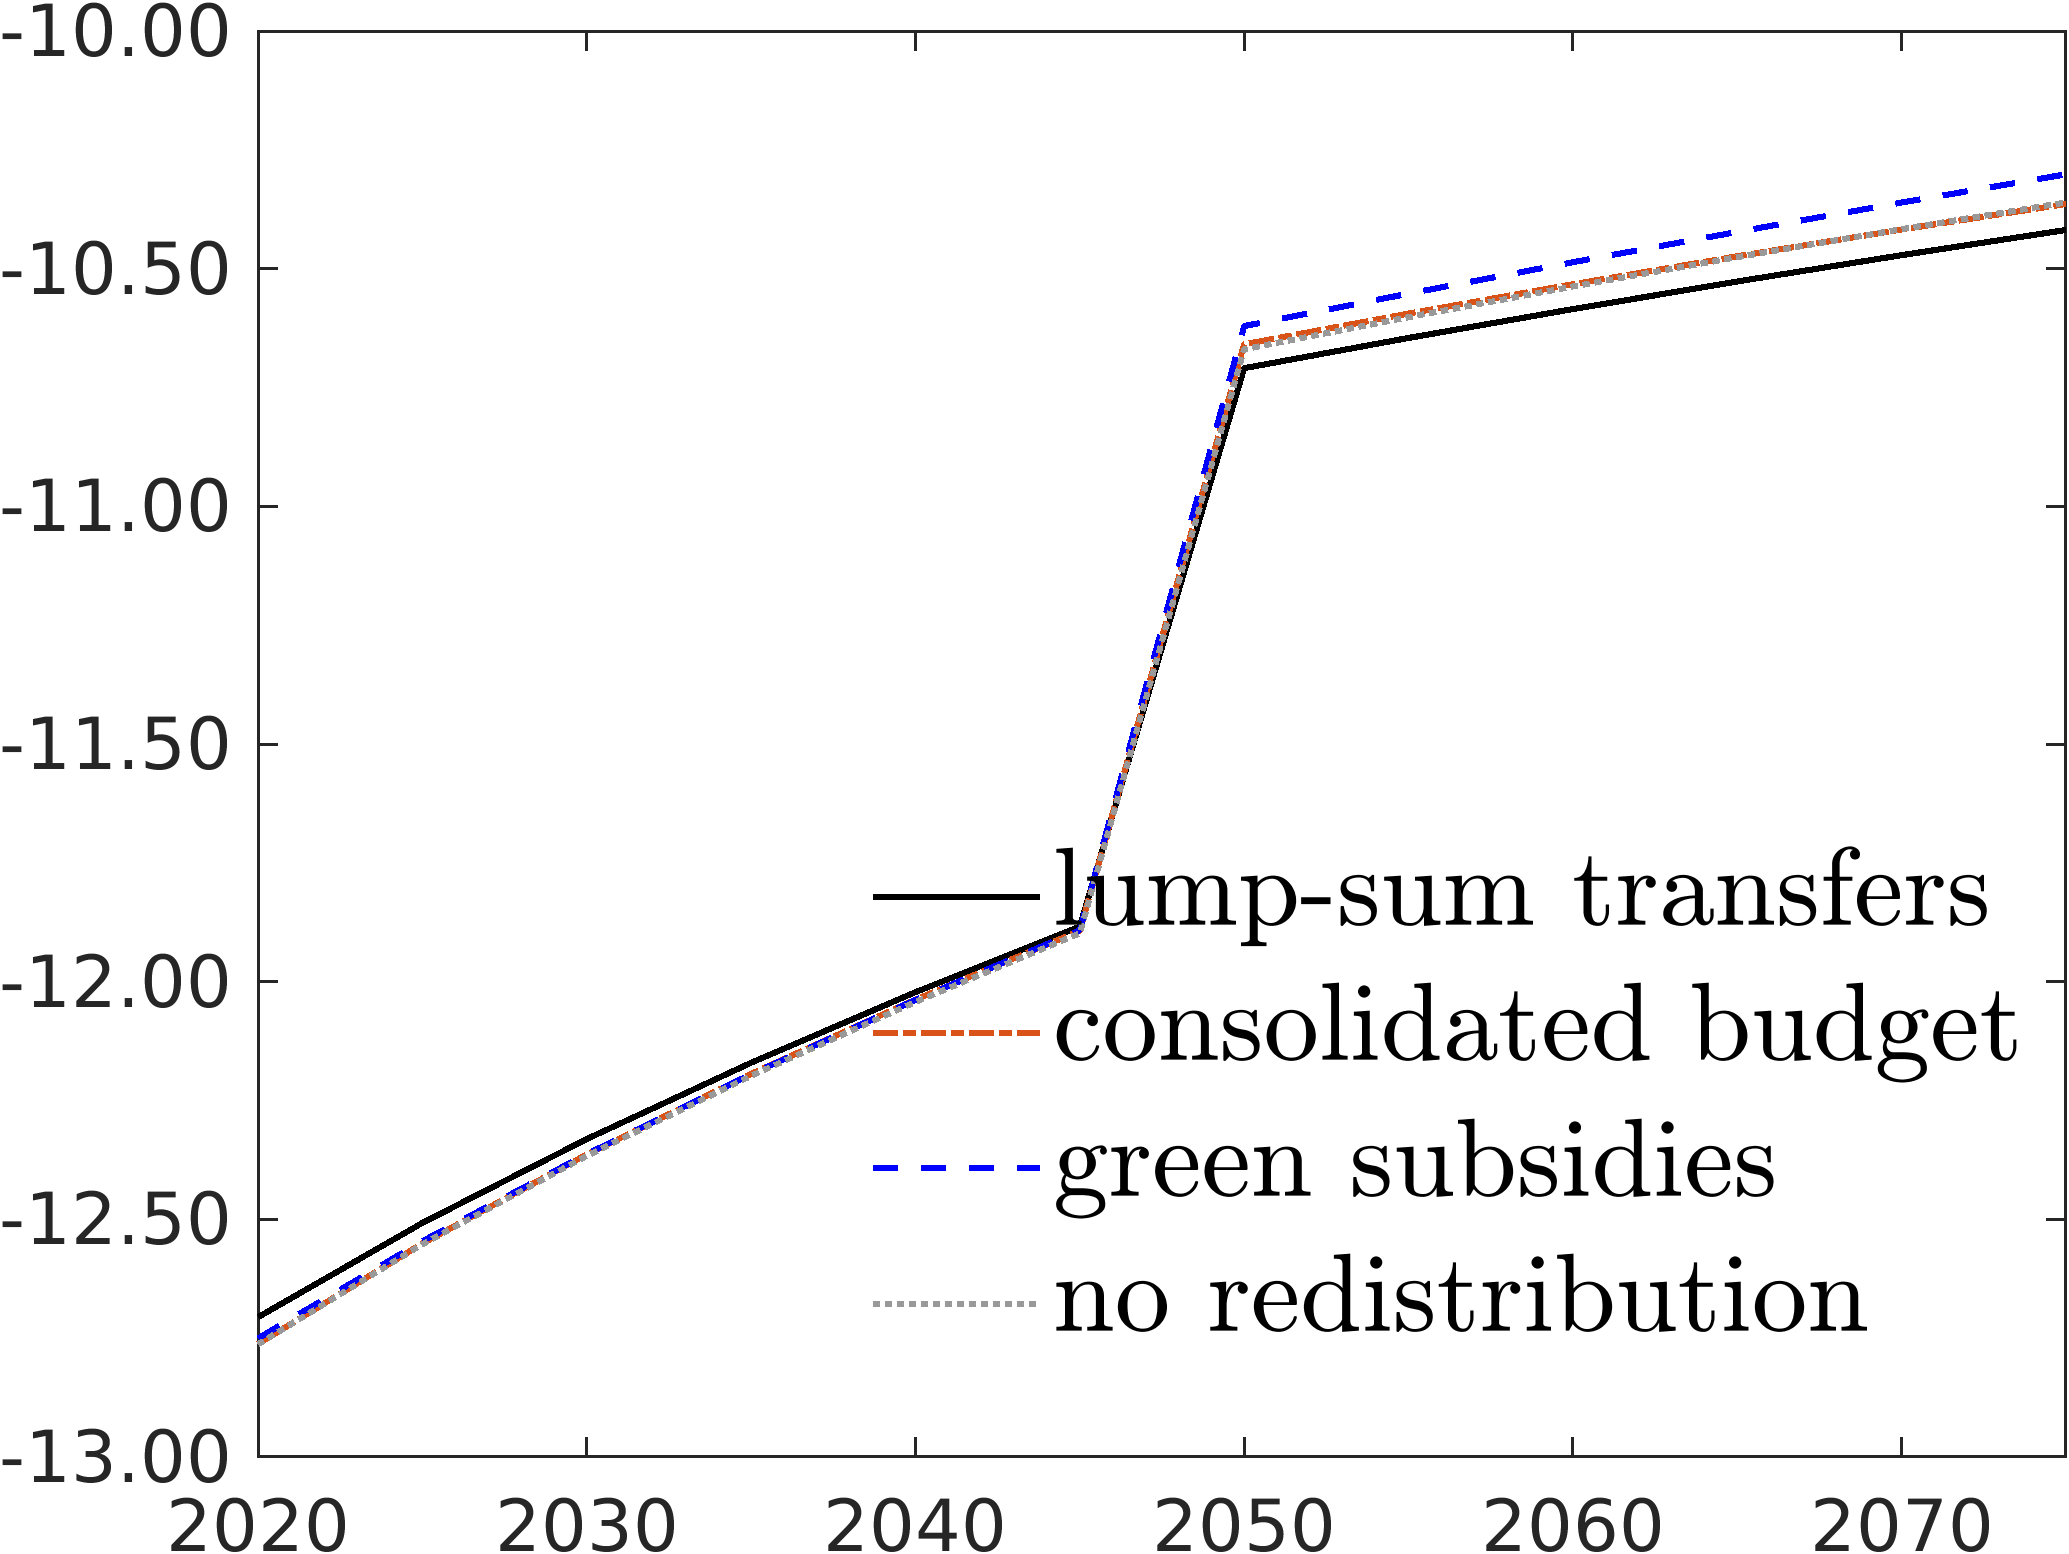 -10.00
-10.50
-11.00
-11.50
-12.00
-12.50
-13.00
2020 2030 2040 2050 2060 2070
lump-sum transfers
consolidated budget
green subsidies
no redistribution